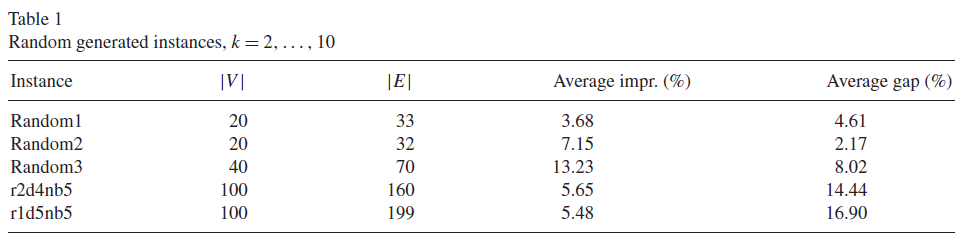 Table 1
Random generated instances, k = 2, . . . , 10
Instance |V| |E| Average impr. (%) Average gap (%)
Random1 20 33 3.68 4.61
Random2 20 32 7.15 2.17
Random3 40 70 13.23 8.02
r2d4nb5 100 160 5.65 14.44
r1d5nb5 100 199 5.48 16.90